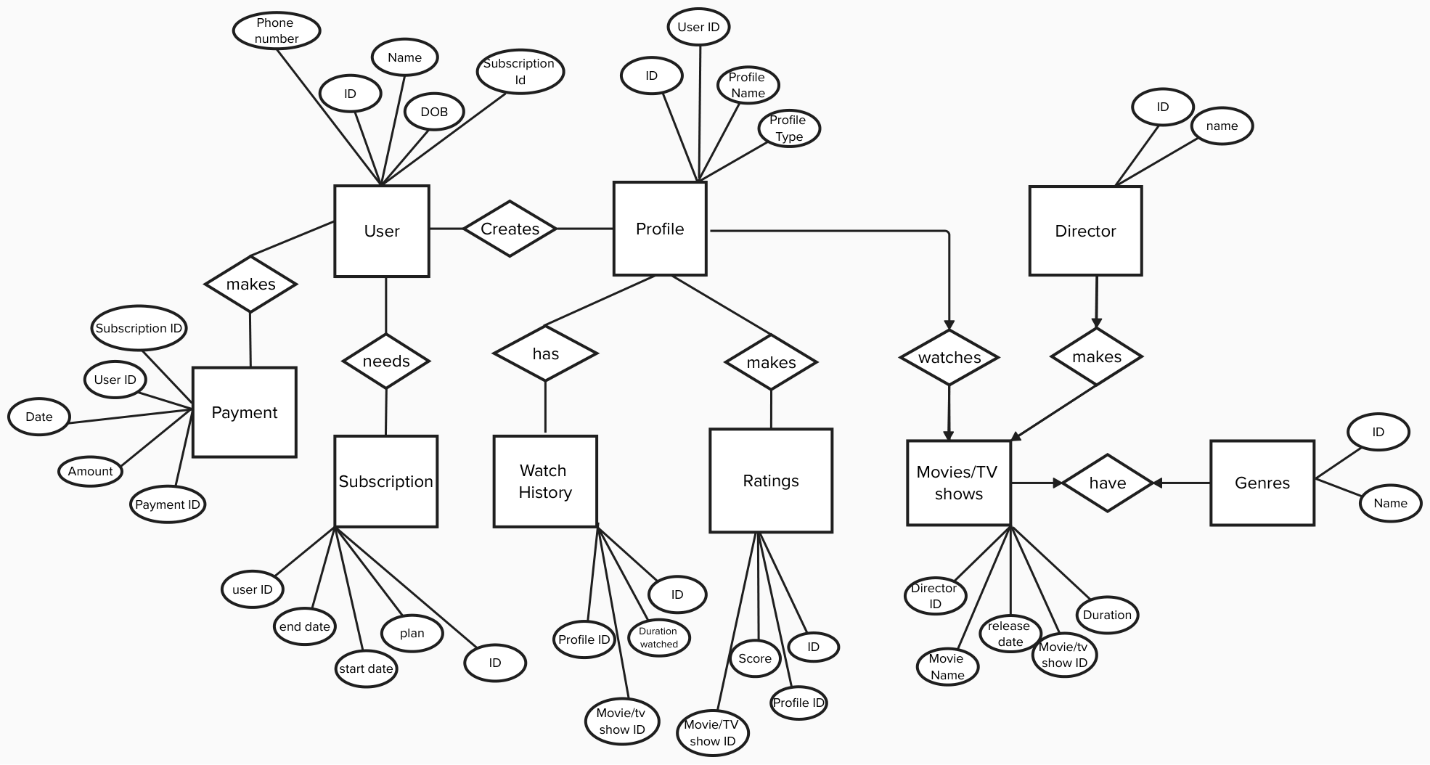 Phone
number
ID
Name
DOB
Subscription
Id
User ID
ID
Profile
Name
Profile
Type
ID
name
User
Creates
Profile
Director
makes
needs
has
makes
watches
makes
Subscription ID
User ID
Date
Amount
Payment ID
Payment
Subscription
Watch
History
Ratings
Movies/TV
shows
have
Genres
ID
Name
user ID
end date
start date
plan
ID
Profile ID
Movie/tv
show ID
Duration
watched
ID
Movie/TV
show ID
Score
Profile ID
ID
Director
ID
Movie
Name
release
date
Movie/tv
show ID
Duration